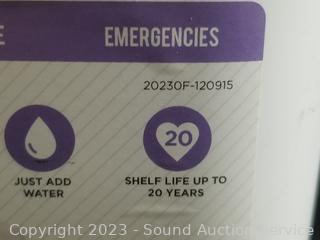 E
EMERGENCIES
20230F-120915
20
JUST ADD
WATER
SHELF LIFE UP TO
20 YEARS
Copyright 2023 - Sound Auction Service